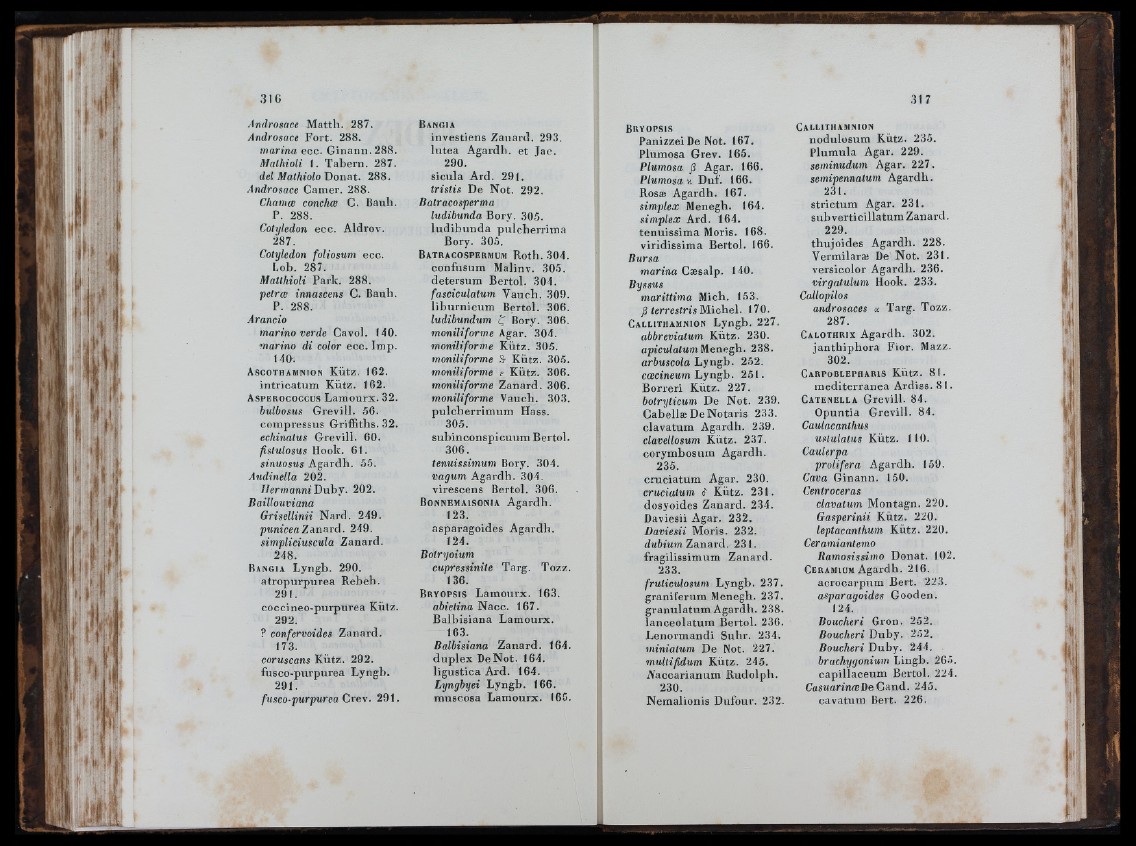 316
Androsace Matth. 287.
Androsace Fort. 288.
marina ecc. Ginann. 288.
Mathioli 1. Tabern. 287.
del Mathiolo Donat. 288.
Androsace Camer. 288.
Chamæ conchæ C. Bauh.
P. 288.
Cotyledon ecc. Aldrov.
287.
Cotyledon foliosum ecc.
Lob. 287.
Matthioli Park. 288.
petræ innascens C. Bauh.
P. 288.
Arancio
marino verde Cavol. 140.
marino di color ecc. Imp.
140.
Ascothamnion Kütz. 162.
intricatum Kütz. 162.
Asperococcus Lamourx. 32.
bulbosus Grevill. 56.
compressus Griffiths. 32.
echinatus Grevill. 60.
fistulosus Hook. 61.
sinuosus Agardh. 55.
Audinella 202.
Hermanni Duby. 202.
Baillouviana
Grisellinii Nard. 249.
punicea Zanard. 249.
simpliciuscula Zanard.
248.
Bangia Lyngb. 290.
atropurpurea Rebeh.
291.
coccineo-purpurea Kütz.
292.
? confervoides Zanard.
173.
coruscans Kütz. 292.
fusco-purpurea Lyngb.
291.
fusco-purpurea Crev. 291.
Bangia
investiens Zanard. 293.
lutea Agardh. et Jac.
290.
sicula Ard. 291.
tristis De Not. 292.
Batracosperma
ludibunda Bory. 305.
ludibunda pulcherrima
Bory. 305.
Batracospermum Roth. 304.
confusum Malinv. 305.
detersum Bertol. 304.
fasciculatum Vauch. 309.
liburnicum Bertol. 306.
ludibundum ζ Bory. 306.
moniliforme Agar. 304.
moniliforme Kütz. 305.
moniliforme Kütz. 305.
moniliforme Kütz. 306.
moniliforme Zanard. 306.
moniliforme Vauch. 303.
pulcherrimum Hass.
305.
subinconspicuum Bertol.
306.
tenuissimum Bory. 304.
vagum Agardh. 304.
virescens Bertol. 306.
Bonnemaisonia Agardh.
123.
asparagoides Agardh.
124.
Botryoium
cupressinite Targ. Tozz.
136.
Bryopsis Lamourx. 163.
abietina Nacc. 167.
Balbisiana Lamourx.
163.
Balbisiana Zanard. 164.
duplex De Not. 164.
ligustica Ard. 164.
Lyngbyei Lyngb. 166.
muscosa Lamourx. 165.
317
Bryopsis
Panizzei De Not. 167.
Plumosa Grev. 165.
Plumosa β Agar. 166.
Plumosa Duf. 166.
Rosæ Agardh. 167.
simplex Menegh. 164.
simplex Ard. 164.
tenuissima Moris. 168.
viridissima Bertol. 166.
Bursa
marina Cæsalp. 140.
Byssus
marittima Mich. 153.
β terrestris Michel. 170.
Callithamnion Lyngb. 227.
abbreviatum Kütz. 230.
apiculatum Menegh. 238.
arbuscola Lyngb. 252.
cœcineum Lyngb. 251.
Borreri Kütz. 227.
botryticum De Not. 239.
Cabellæ De Notaris 233.
clavatum Agardh. 239.
clavellosum Kütz. 237.
corymbosum Agardh.
235.
cruciatum Agar. 230.
cruciatum δ Kütz. 231.
dosyoides Zanard. 234.
Daviesii Agar. 232.
Daviesii Moris. 232.
dubium Zanard. 231.
fragilissimum Zanard.
233.
fruticulosum Lyngb. 237.
graniferum Menegh. 237.
granulatum Agardh. 238.
lanceolatum Bertol. 236.
Lenormandi Suhr. 234.
miniatum De Not. 227.
multifidum Kütz. 245.
Naccarianum Rudolph.
230.
Nemalionis Dufour. 232.
Callithamnion
nodulosum Kütz. 235.
Plumula Agar. 229.
seminudum Agar. 227.
semipennatum Agardh.
231.
strictum Agar. 231.
subverticillatum Zanard.
229.
thujoides Agardh. 228.
Vermilaræ De Not. 231.
versicolor Agardh. 236.
virgatulum Hook. 233.
Callopilos
androsaces α Targ. Tozz.
287.
Calothrix Agardh. 302.
janthiphora Fior. Mazz.
302.
Carpoblepharis Kütz. 81.
mediterranea Ardiss. 81.
Catenella Grevill. 84.
Opuntia Grevill. 84.
Caulacanthus
ustulatus Kütz. 110.
Caulerpa
prolifera Agardh. 159.
Cava Ginann. 150.
Centroceras
clavatum Montagn. 220.
Gasperinii Kütz. 220.
leptacanthum Kütz. 220.
Ceramiantemo
Ramosissimo Donat. 102.
Ceramium Agardh. 216.
acrocarpum Bert. 223.
asparagoides Gooden.
124.
Boucheri Gron. 252.
Boucheri Duby. 252.
Boucheri Duby. 244.
brachygonium Lingb. 265.
capillaceum Bertol. 224.
Casuarinæ De Cand. 245.
cavatum Bert. 226.